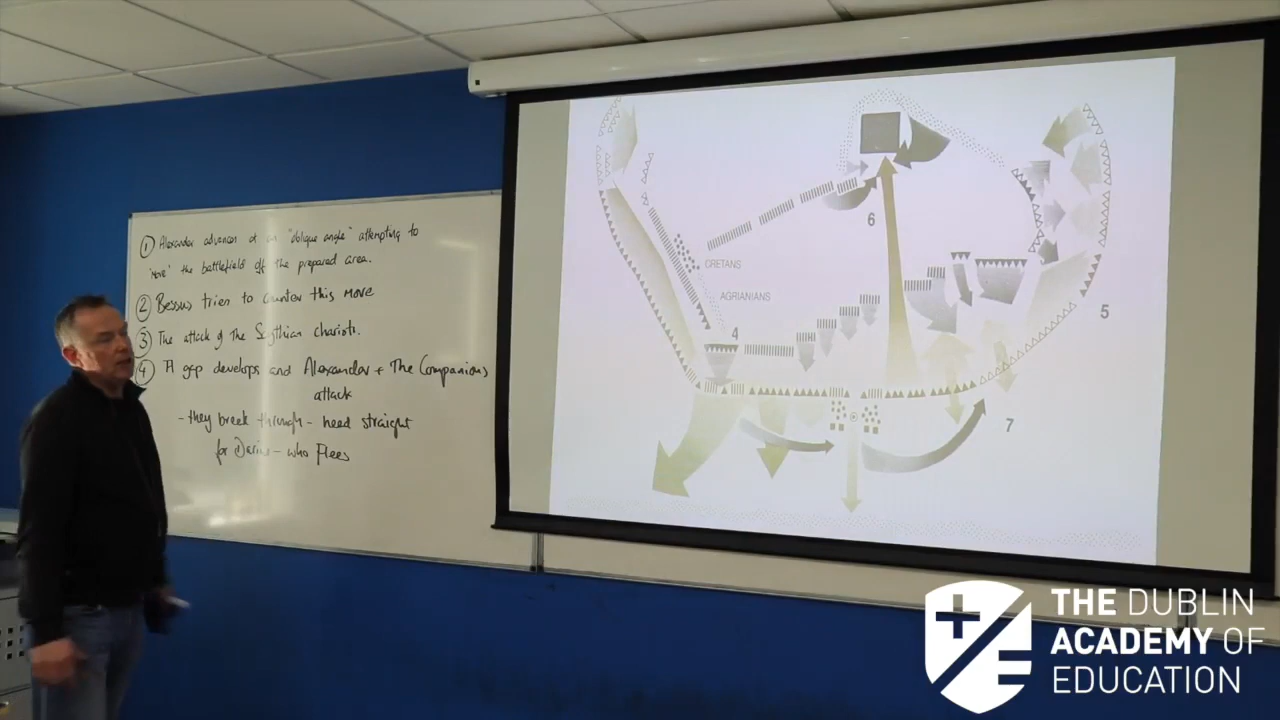 ① Alexander advances at an "oblique angle" attempting to
"move" the battlefield off the prepared area.
② Bessus tries to counter this move
③ The attack of the Scythian chariots.
④ A gap develops and Alexander + The Companions
attack
- they break through - head straight
for Darius - who flees
6
CRETANS
AGRIANIANS
4
5
7
THE DUBLIN
ACADEMY OF
EDUCATION